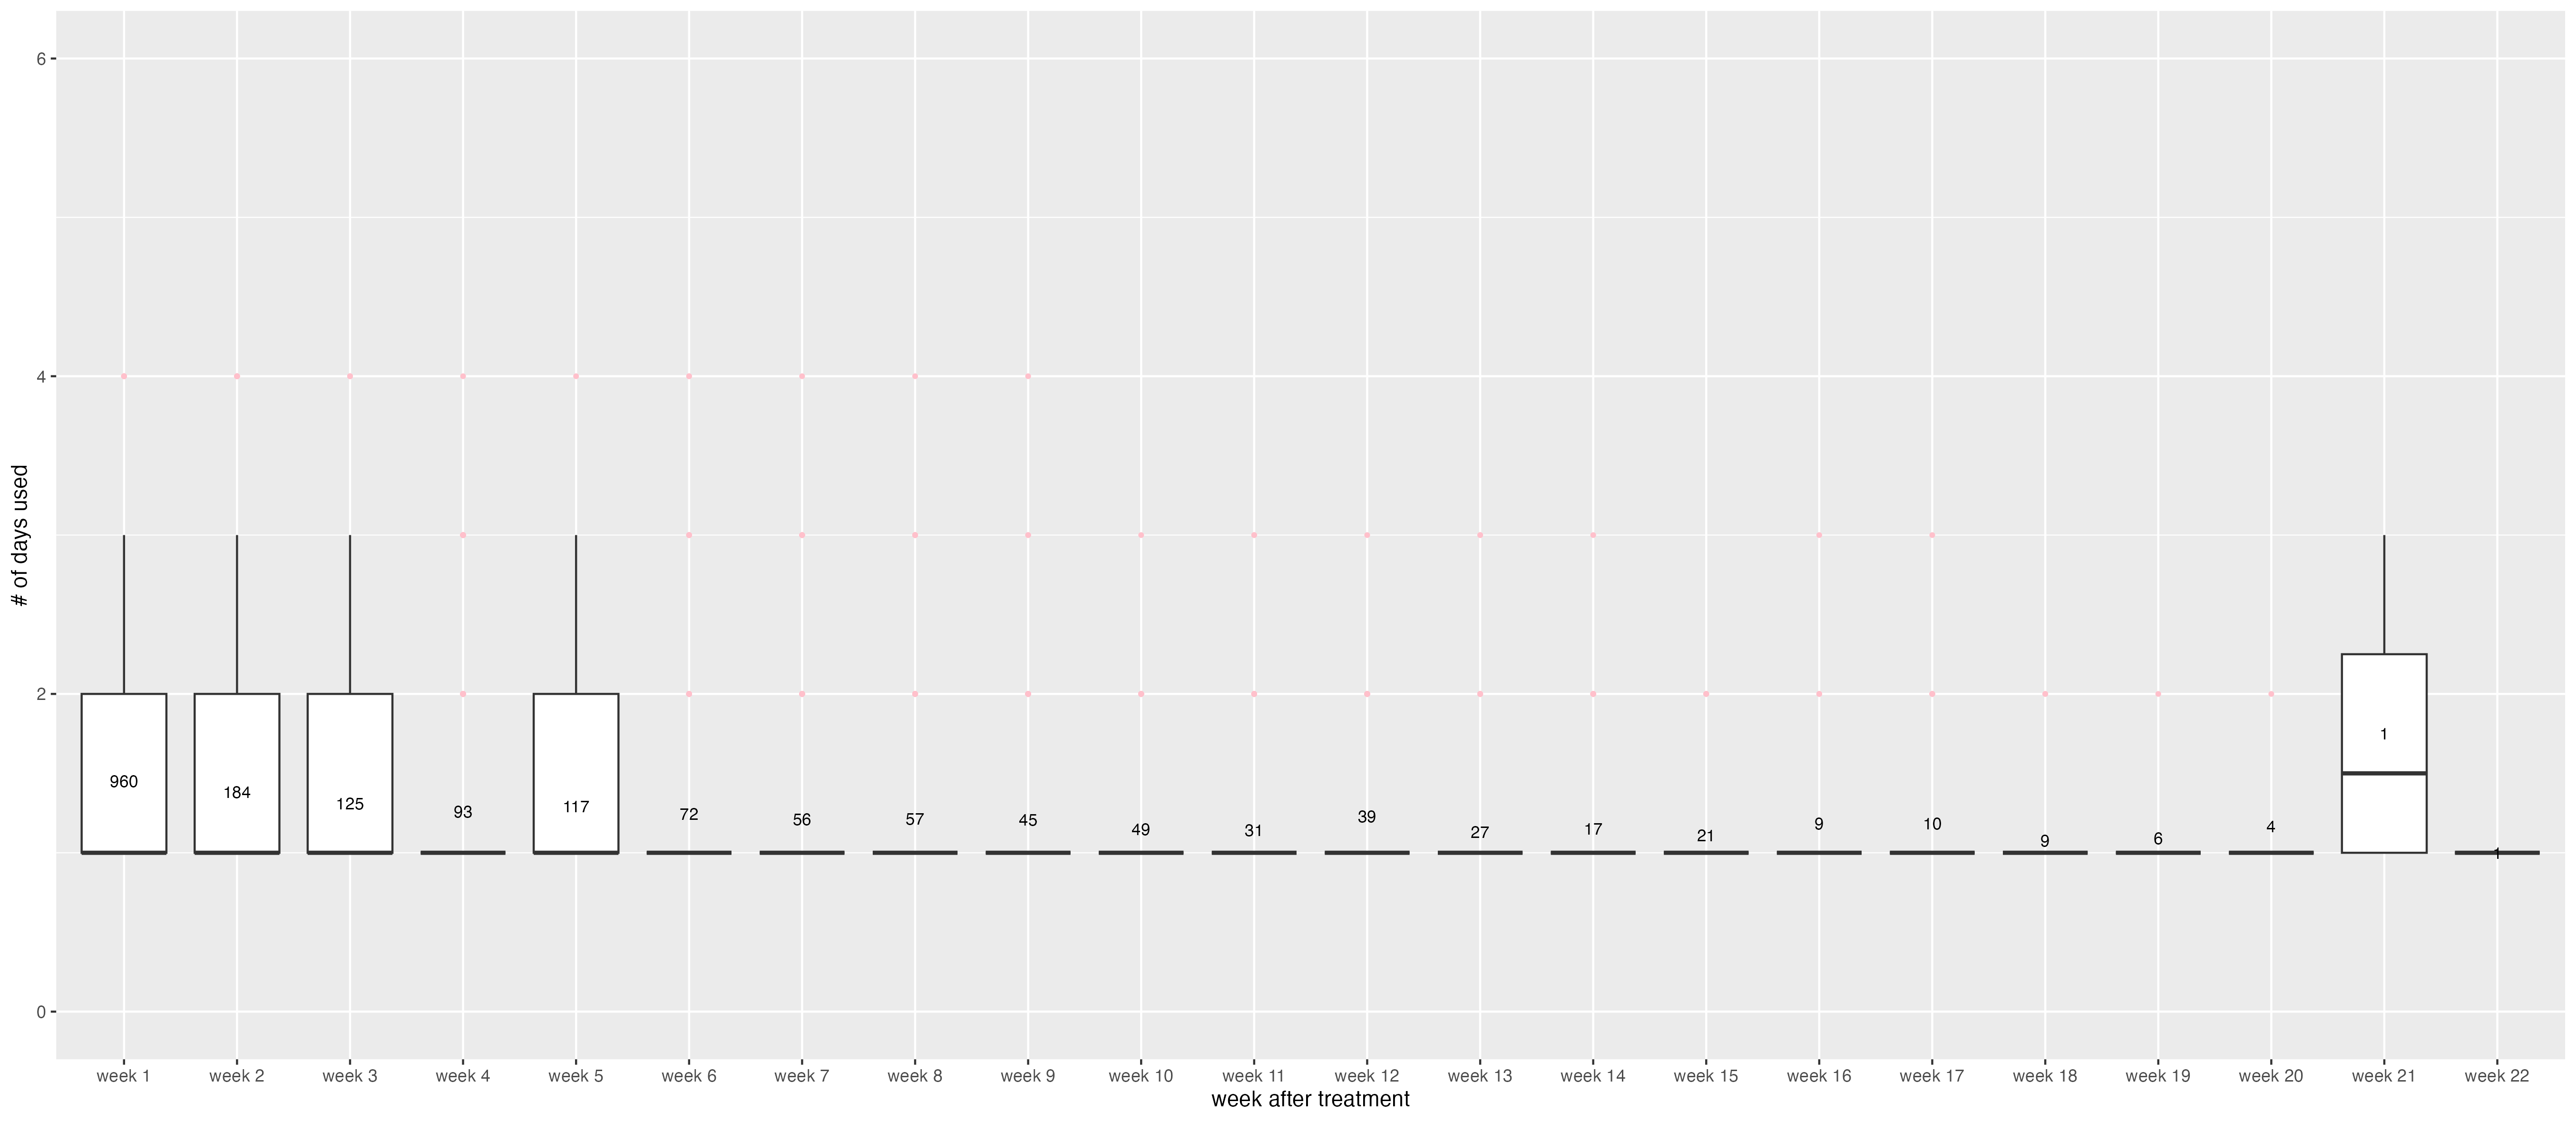 6
4
2
0
# of days used
960
184
125
93
117
72
56
57
45
49
31
39
27
17
21
9
10
9
6
4
1
1
week 1
week 2
week 3
week 4
week 5
week 6
week 7
week 8
week 9
week 10
week 11
week 12
week 13
week 14
week 15
week 16
week 17
week 18
week 19
week 20
week 21
week 22
week after treatment